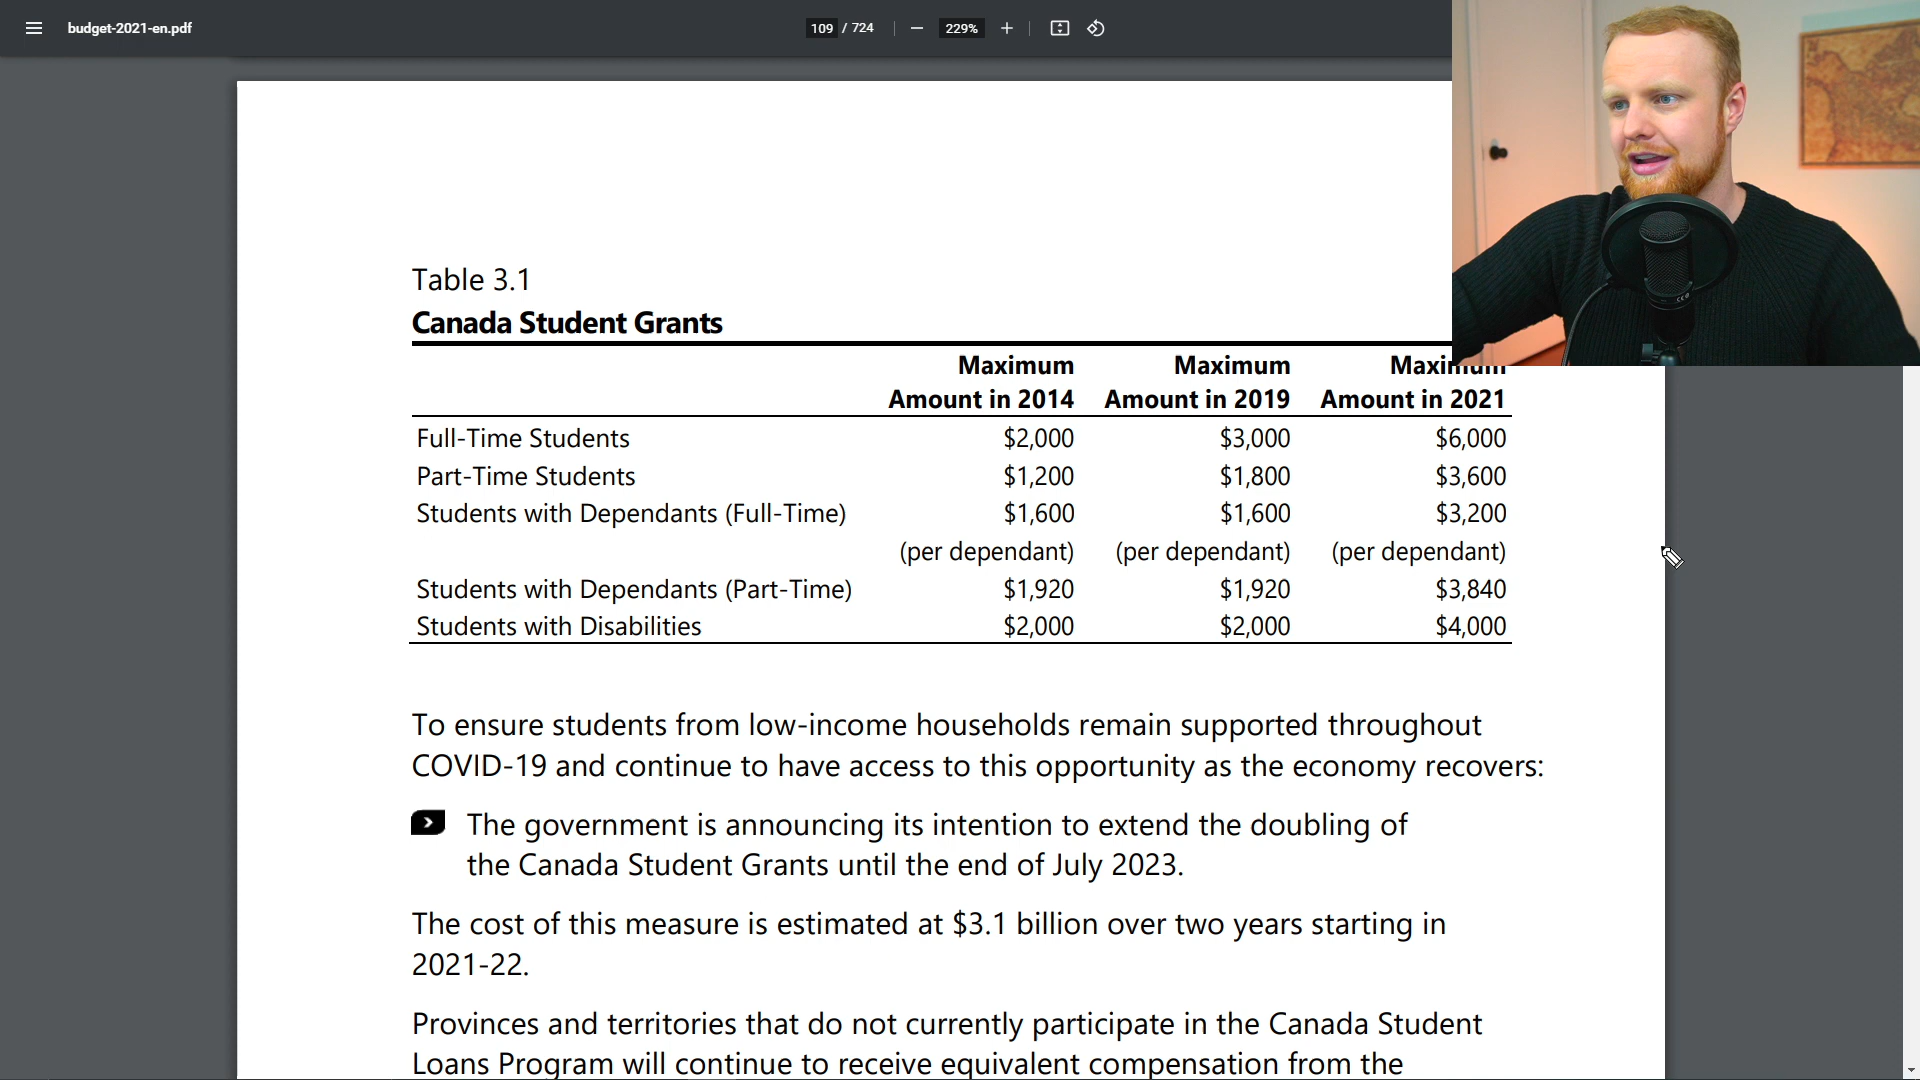 budget-2021-en.pdf
109 / 724
229%
Table 3.1
Canada Student Grants
Maximum Maximum Maximum
Amount in 2014 Amount in 2019 Amount in 2021
Full-Time Students $2,000 $3,000 $6,000
Part-Time Students $1,200 $1,800 $3,600
Students with Dependants (Full-Time) $1,600 $1,600 $3,200
(per dependant) (per dependant) (per dependant)
Students with Dependants (Part-Time) $1,920 $1,920 $3,840
Students with Disabilities $2,000 $2,000 $4,000
To ensure students from low-income households remain supported throughout
COVID-19 and continue to have access to this opportunity as the economy recovers:
The government is announcing its intention to extend the doubling of
the Canada Student Grants until the end of July 2023.
The cost of this measure is estimated at $3.1 billion over two years starting in
2021-22.
Provinces and territories that do not currently participate in the Canada Student
Loans Program will continue to receive equivalent compensation from the